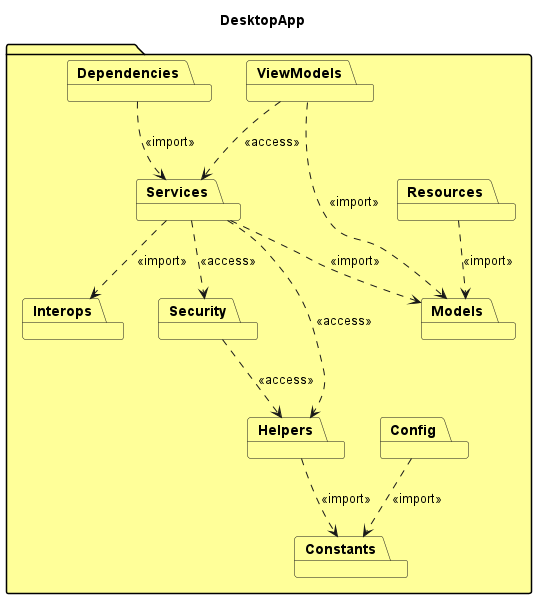 DesktopApp
Dependencies
ViewModels
«import»
«access»
Services
«import»
Resources
«import»
«access»
«import»
«import»
Interops
Security
«access»
Models
«access»
Helpers
Config
«import»
«import»
Constants